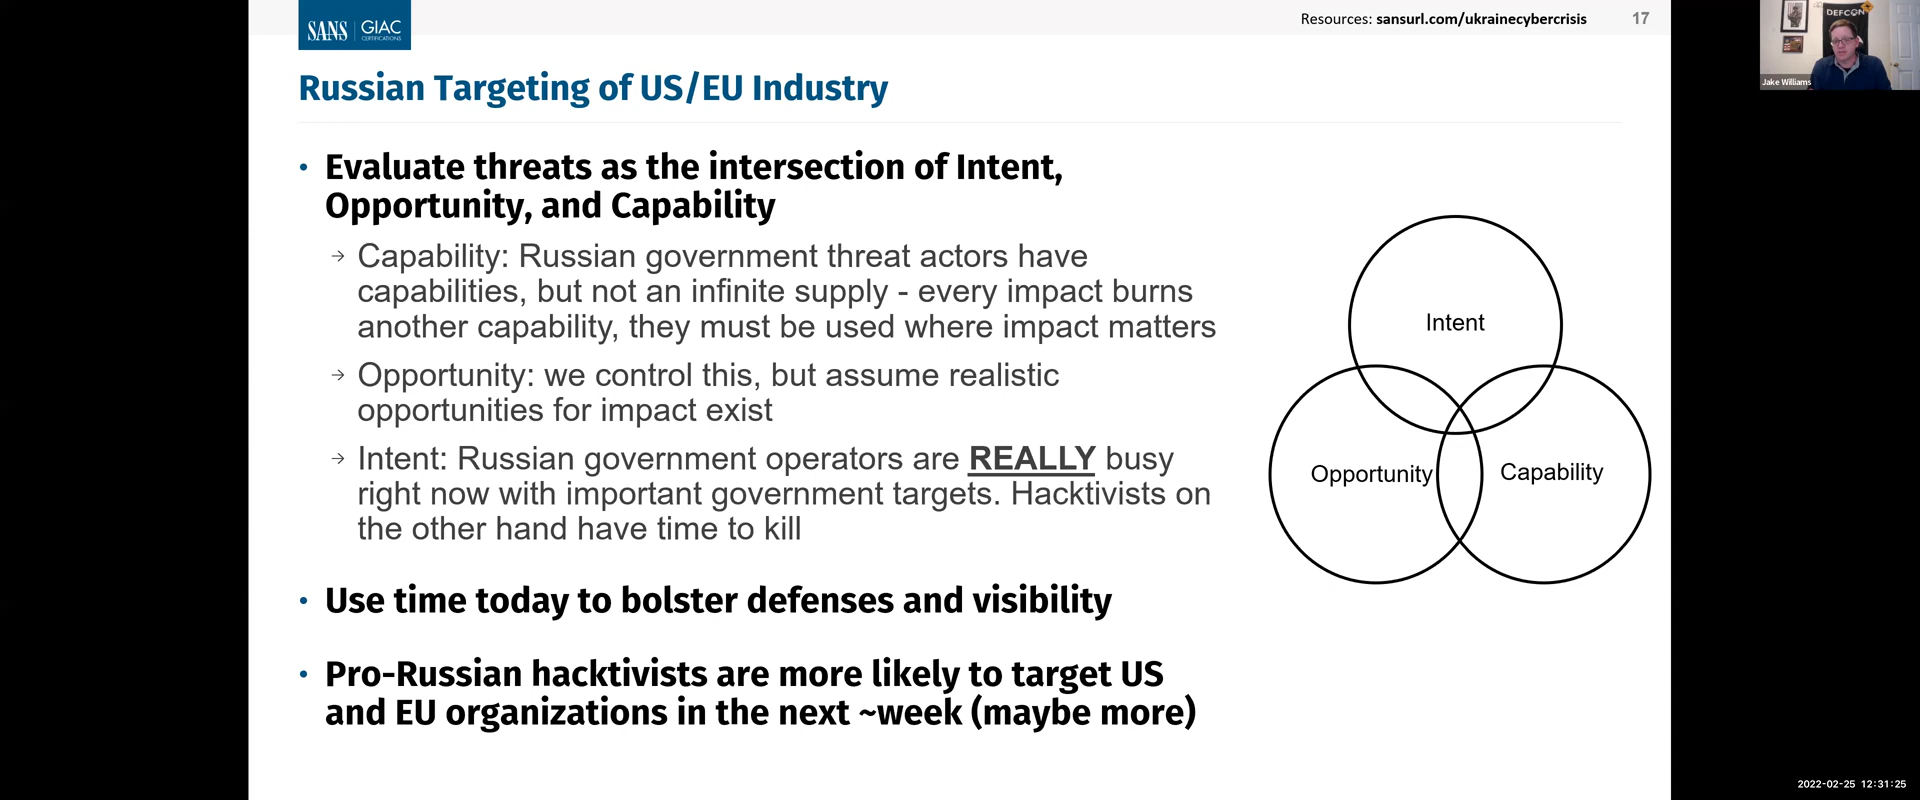 SANS GIAC
CERTIFICATIONS
Resources: sansurl.com/ukrainecybercrisis
17
DEFCON
Jake Williams
Russian Targeting of US/EU Industry
• Evaluate threats as the intersection of Intent,
Opportunity, and Capability
→ Capability: Russian government threat actors have
capabilities, but not an infinite supply - every impact burns
another capability, they must be used where impact matters
→ Opportunity: we control this, but assume realistic
opportunities for impact exist
→ Intent: Russian government operators are REALLY busy
right now with important government targets. Hacktivists on
the other hand have time to kill
• Use time today to bolster defenses and visibility
• Pro-Russian hacktivists are more likely to target US
and EU organizations in the next ~week (maybe more)
Intent
Opportunity
Capability
2022-02-25 12:31:25